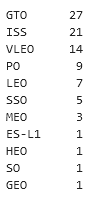 GTO 27
ISS 21
VLEO 14
PO 9
LEO 7
SSO 5
MEO 3
ES-L1 1
HEO 1
SO 1
GEO 1